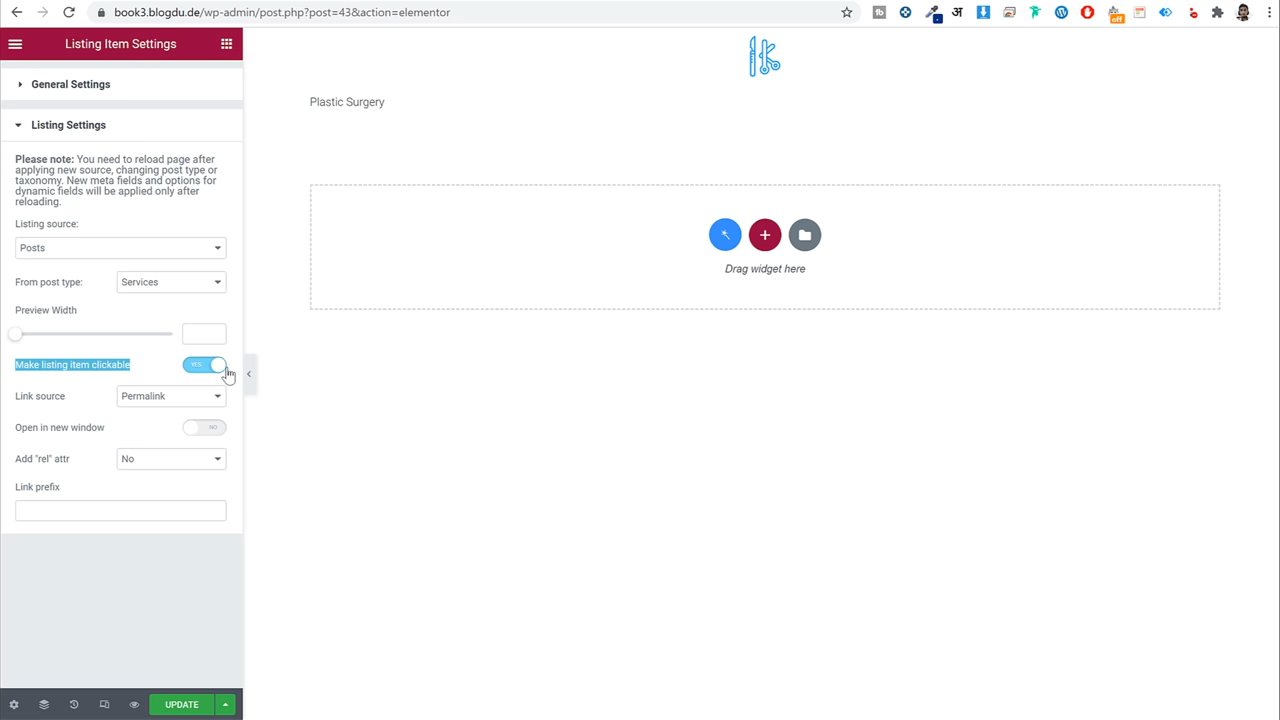 book3.blogdu.de/wp-admin/post.php?post=43&action=elementor
अ
off
Listing Item Settings
General Settings
Listing Settings
Please note: You need to reload page after
applying new source, changing post type or
taxonomy. New meta fields and options for
dynamic fields will be applied only after
reloading.
Listing source:
Posts
From post type: Services
Preview Width
Make listing item clickable YES
Link source Permalink
Open in new window NO
Add "rel" attr No
Link prefix
UPDATE
Plastic Surgery
Drag widget here